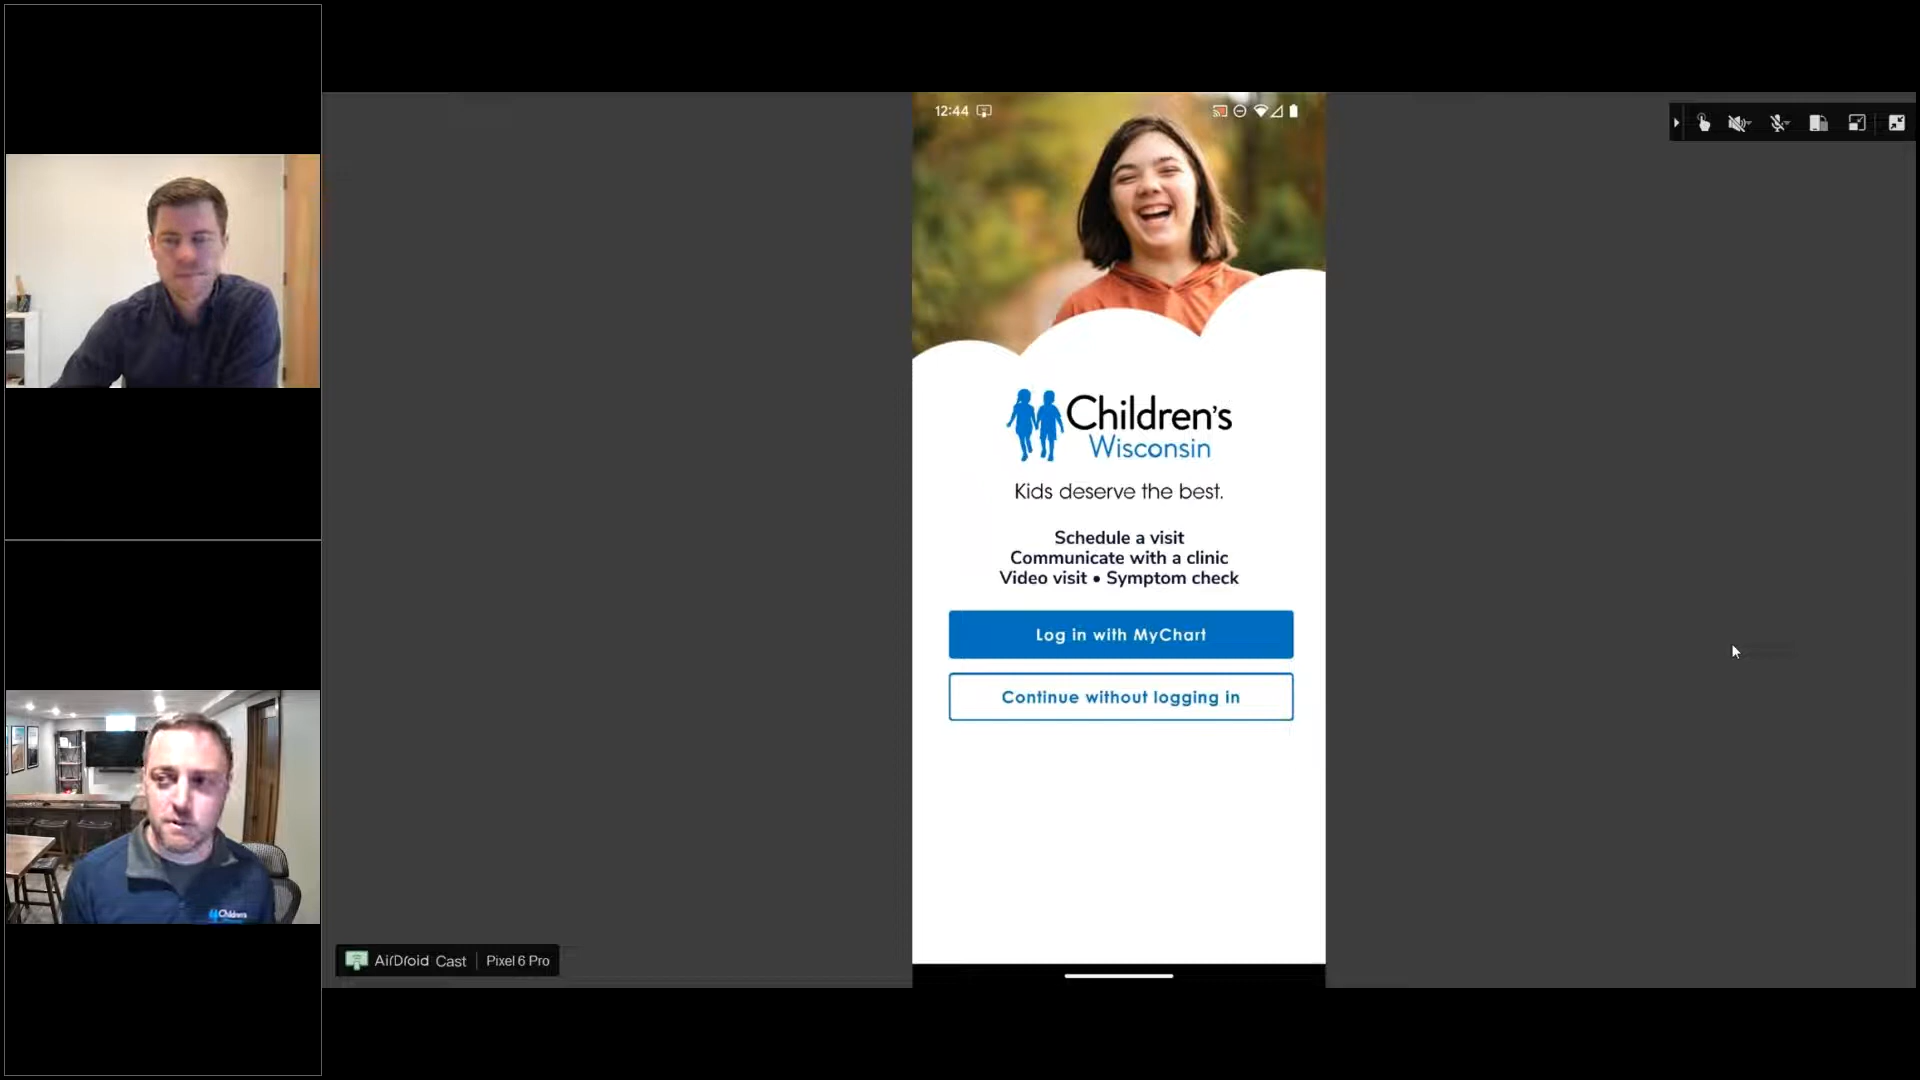 12:44
Children's
Wisconsin
Kids deserve the best.
Schedule a visit
Communicate with a clinic
Video visit • Symptom check
Log in with MyChart
Continue without logging in
Children's
AirDroid Cast | Pixel 6 Pro